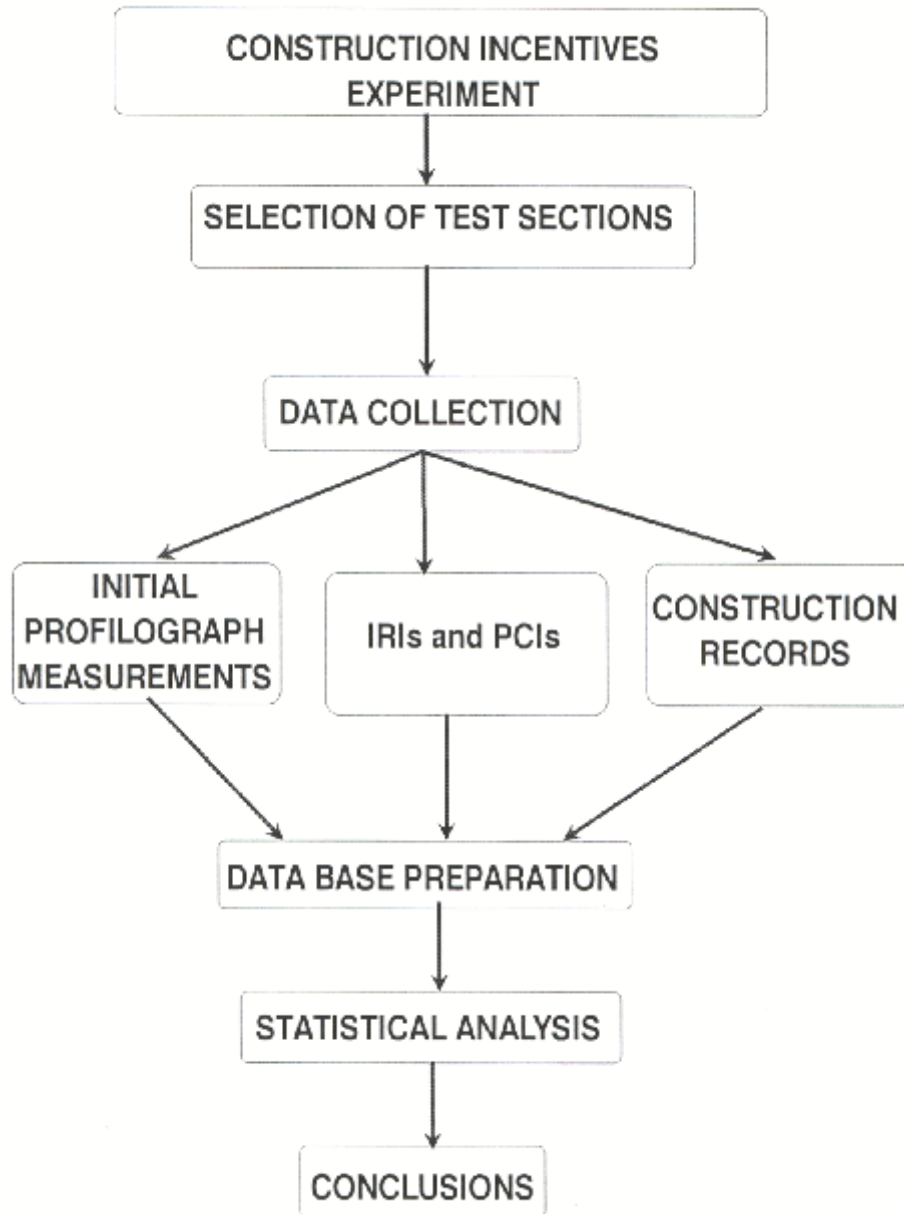 CONSTRUCTION INCENTIVES
EXPERIMENT
SELECTION OF TEST SECTIONS
DATA COLLECTION
INITIAL
PROFILOGRAPH
MEASUREMENTS
IRIs and PCIs
CONSTRUCTION
RECORDS
DATA BASE PREPARATION
STATISTICAL ANALYSIS
CONCLUSIONS